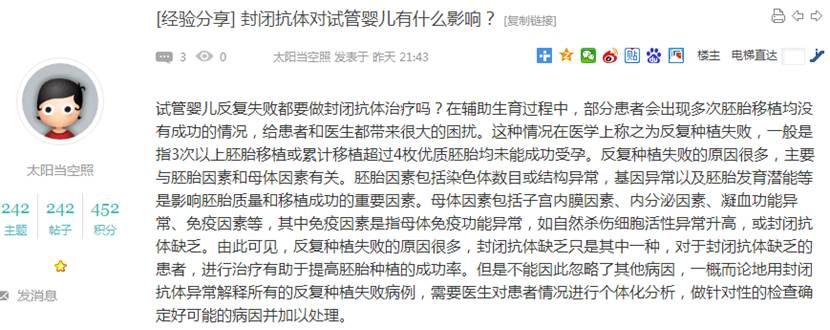 [经验分享] 封闭抗体对试管婴儿有什么影响？ [复制链接]
3 0 太阳当空照 发表于 昨天 21:43 贴 楼主 电梯直达
试管婴儿反复失败都要做封闭抗体治疗吗？在辅助生育过程中，部分患者会出现多次胚胎移植均没
有成功的情况，给患者和医生都带来很大的困扰。这种情况在医学上称之为反复种植失败，一般是
指3次以上胚胎移植或累计移植超过4枚优质胚胎均未能成功受孕。反复种植失败的原因很多，主要
与胚胎因素和母体因素有关。胚胎因素包括染色体数目或结构异常，基因异常以及胚胎发育潜能等
是影响胚胎质量和移植成功的重要因素。母体因素包括子宫内膜因素、内分泌因素、凝血功能异
常、免疫因素等，其中免疫因素是指母体免疫功能异常，如自然杀伤细胞活性异常升高，或封闭抗
体缺乏。由此可见，反复种植失败的原因很多，封闭抗体缺乏只是其中一种，对于封闭抗体缺乏的
患者，进行治疗有助于提高胚胎种植的成功率。但是不能因此忽略了其他病因，一概而论地用封闭
抗体异常解释所有的反复种植失败病例，需要医生对患者情况进行个体化分析，做针对性的检查确
定好可能的病因并加以处理。
太阳当空照
242 242 452
主题 帖子 积分
发消息